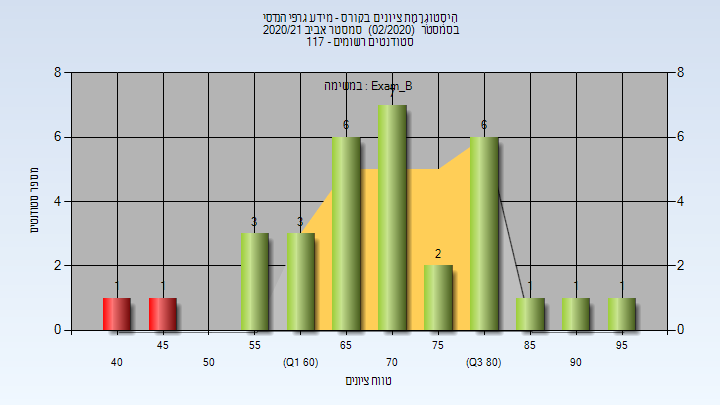 היסטוגרמת ציונים בקורס - מידע גרפי הנדסי
בסמסטר (02/2020) סמסטר אביב 2020/21
סטודנטים רשומים - 117
במשימה : Exam_B
8 8
7
6 6 6 6
מספר סטודנטים
4 4
3 3
2 2 2
1 1 1 1 1
0 0
45 55 65 75 85 95
40 50 (Q1 60) 70 (Q3 80) 90
טווח ציונים